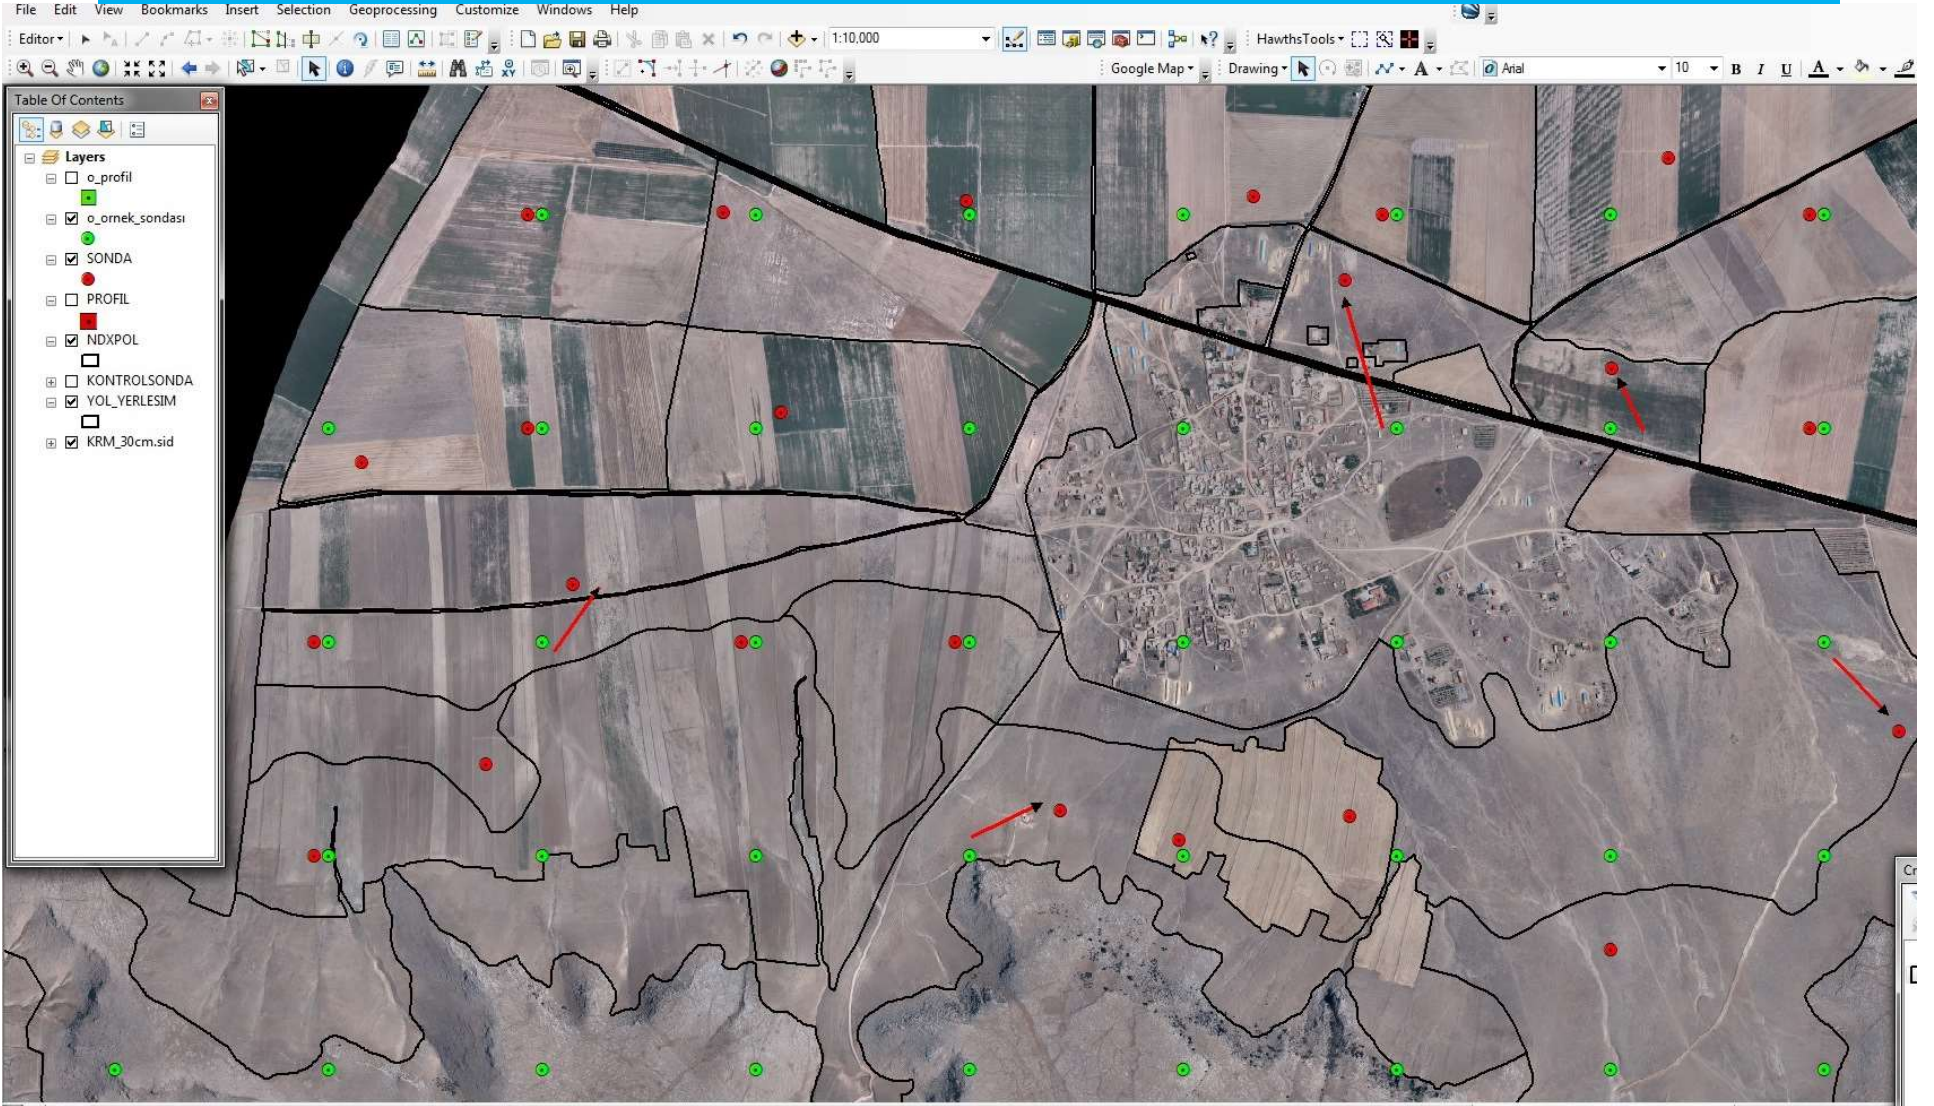 File Edit View Bookmarks Insert Selection Geoprocessing Customize Windows Help
Editor 1:10,000 HawthsTools
Google Map Drawing A Arial 10 B I U A
Table Of Contents
Layers
o_profil
o_ornek_sondası
SONDA
PROFIL
NDXPOL
KONTROLSONDA
YOL_YERLESIM
KRM_30cm.sid
Cr